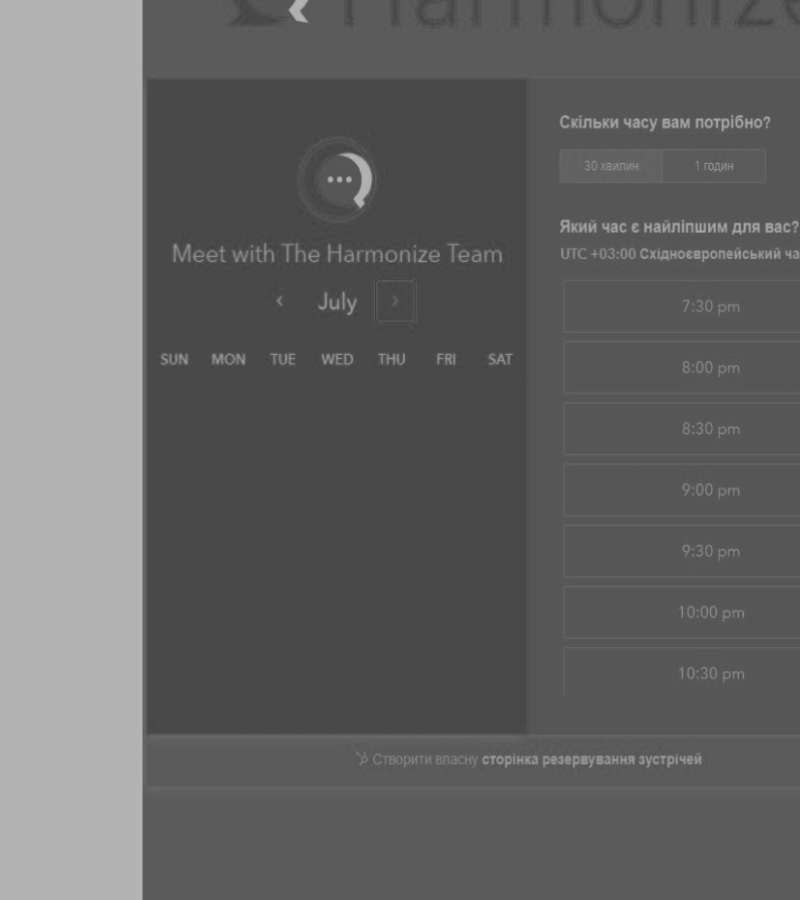 Harmonize
Meet with The Harmonize Team
July
SUN MON TUE WED THU FRI SAT
Скільки часу вам потрібно?
30 хвилин 1 годин
Який час є найліпшим для вас?
UTC +03:00 Східноєвропейський ча
7:30 pm
8:00 pm
8:30 pm
9:00 pm
9:30 pm
10:00 pm
10:30 pm
Створити власну сторінка резервування зустрічей